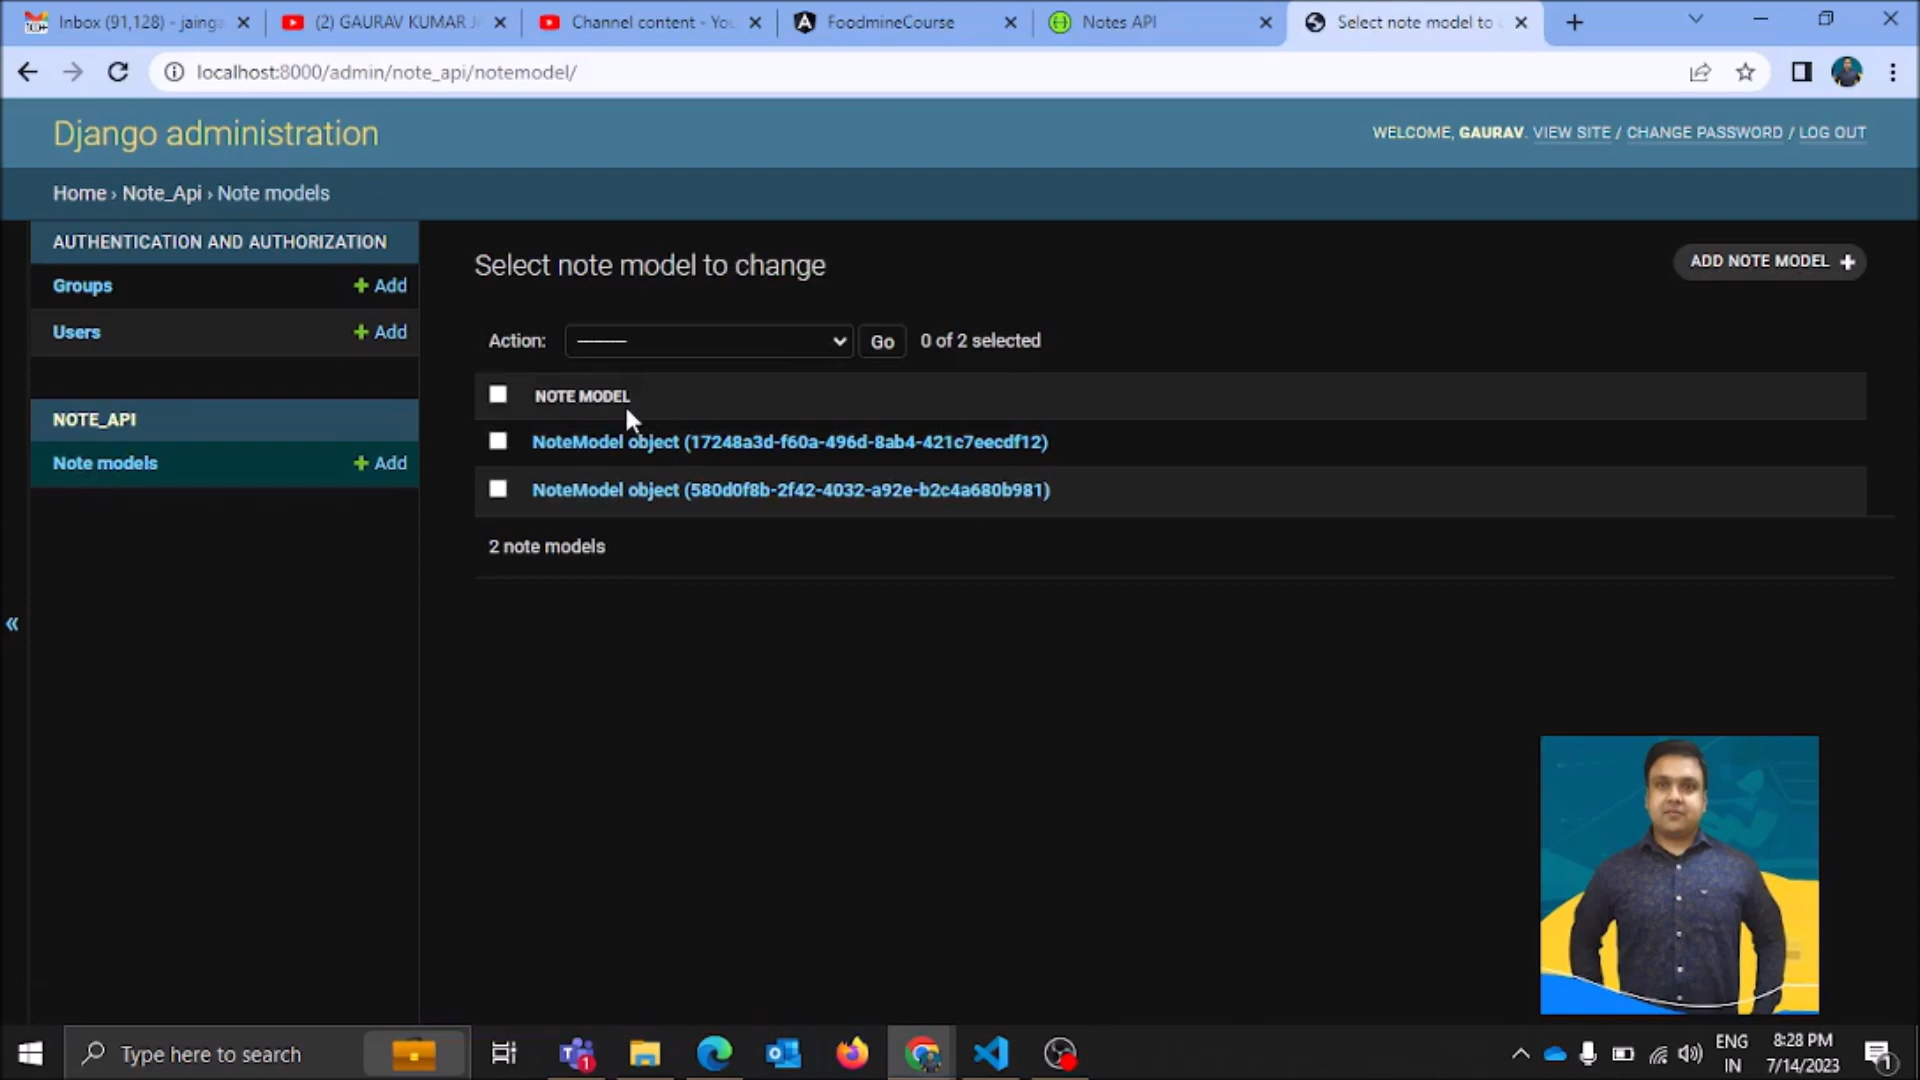 Inbox (91,128) - jainga
(2) GAURAV KUMAR J
Channel content - You
FoodmineCourse
Notes API
Select note model to c
localhost:8000/admin/note_api/notemodel/
Django administration
WELCOME, GAURAV. VIEW SITE / CHANGE PASSWORD / LOG OUT
Home › Note_Api › Note models
AUTHENTICATION AND AUTHORIZATION
Groups + Add
Users + Add
NOTE_API
Note models + Add
«
Select note model to change
ADD NOTE MODEL +
Action: --------- Go 0 of 2 selected
NOTE MODEL
NoteModel object (17248a3d-f60a-496d-8ab4-421c7eecdf12)
NoteModel object (580d0f8b-2f42-4032-a92e-b2c4a680b981)
2 note models
Type here to search
1
ENG
IN
8:28 PM
7/14/2023
1